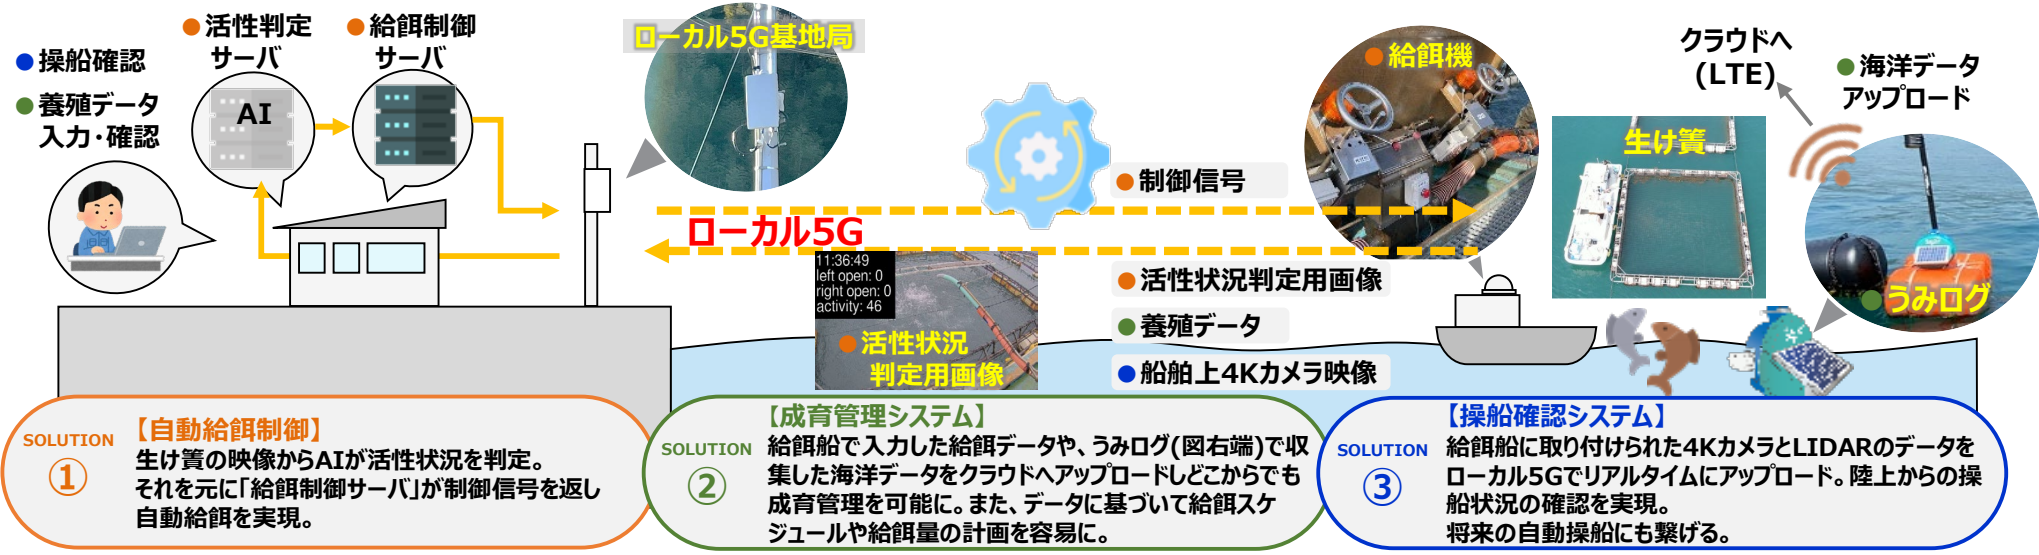 ●操船確認
●養殖データ
入力・確認
●活性判定
サーバ
●給餌制御
サーバ
AI
ローカル5G基地局
●制御信号
ローカル5G
11:36:49
left open: 0
right open: 0
activity: 46
●活性状況
判定用画像
●活性状況判定用画像
●養殖データ
●船舶上4Kカメラ映像
●給餌機
生け簀
クラウドへ
(LTE)
●海洋データ
アップロード
●うみログ
SOLUTION
①
【自動給餌制御】
生け簀の映像からAIが活性状況を判定。
それを元に「給餌制御サーバ」が制御信号を返し
自動給餌を実現。
SOLUTION
②
【成育管理システム】
給餌船で入力した給餌データや、うみログ(図右端)で収
集した海洋データをクラウドへアップロードしどこからでも
成育管理を可能に。また、データに基づいて給餌スケ
ジュールや給餌量の計画を容易に。
SOLUTION
③
【操船確認システム】
給餌船に取り付けられた4KカメラとLIDARのデータを
ローカル5Gでリアルタイムにアップロード。陸上からの操
船状況の確認を実現。
将来の自動操船にも繋げる。